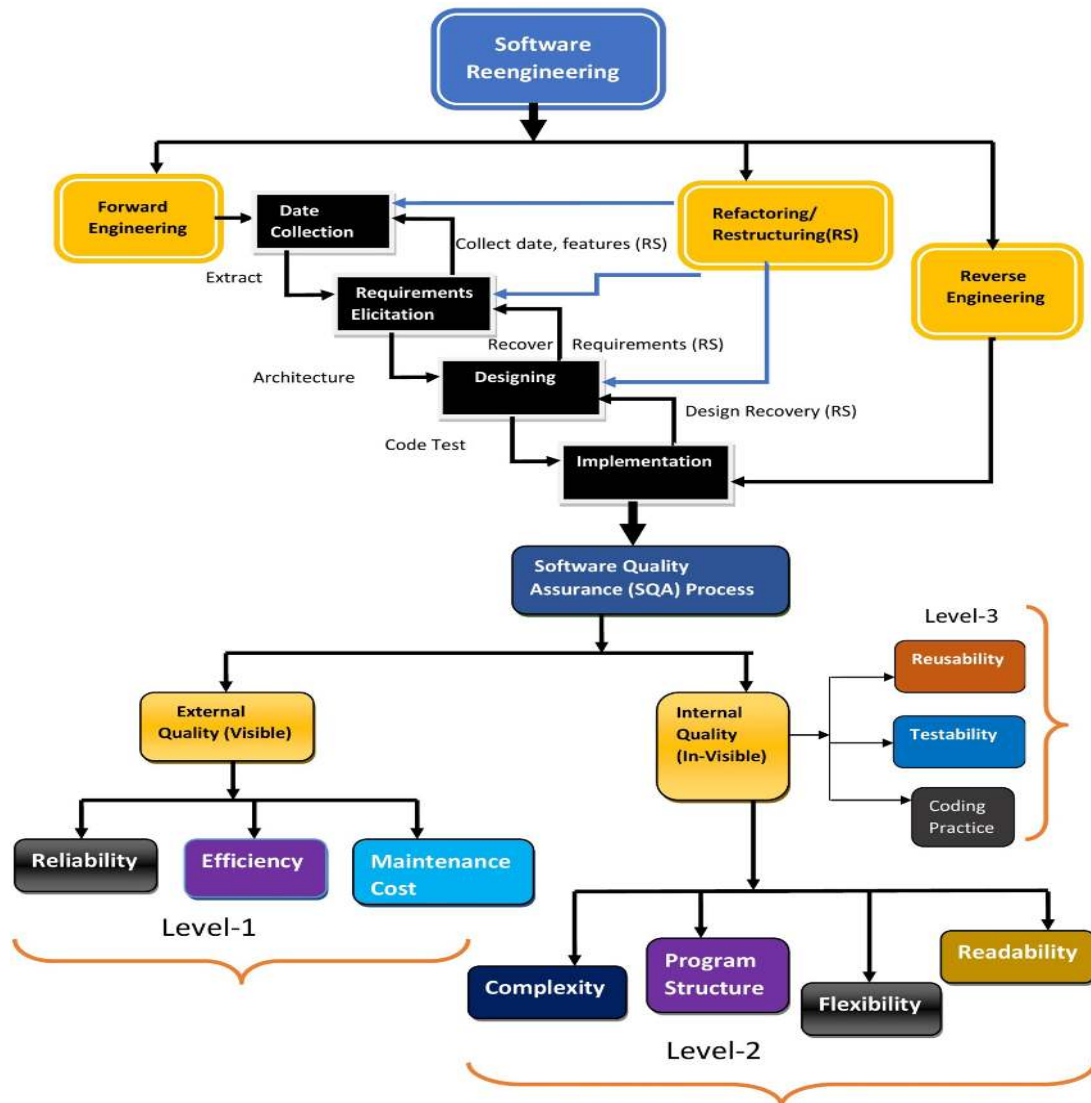 Software
Reengineering
Forward
Engineering
Date
Collection
Refactoring/
Restructuring(RS)
Collect date, features (RS)
Extract
Reverse
Engineering
Requirements
Elicitation
Recover Requirements (RS)
Architecture
Designing
Design Recovery (RS)
Code Test
Implementation
Software Quality
Assurance (SQA) Process
Level-3
Reusability
External
Quality (Visible)
Internal
Quality
(In-Visible)
Testability
Coding
Practice
Reliability
Efficiency
Maintenance
Cost
Level-1
Complexity
Program
Structure
Flexibility
Readability
Level-2